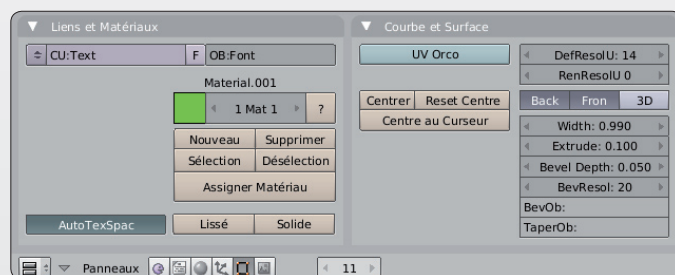 Liens et Matériaux
CU:Text F OB:Font
Material.001
1 Mat 1 ?
Nouveau Supprimer
Sélection Désélection
Assigner Matériau
AutoTexSpac Lissé Solide
Courbe et Surface
UV Orco
DefResolU: 14
RenResolU 0
Centrer Reset Centre
Back Fron 3D
Centre au Curseur
Width: 0.990
Extrude: 0.100
Bevel Depth: 0.050
BevResol: 20
BevOb:
TaperOb:
Panneaux 11